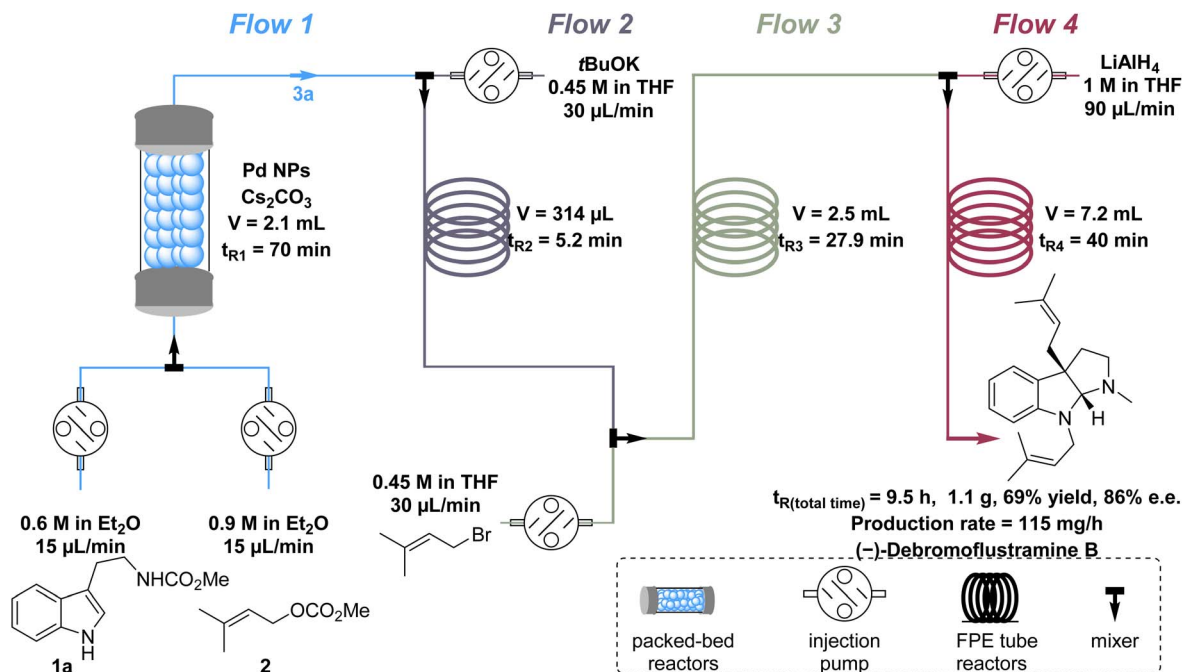 Flow 1
Flow 2
Flow 3
Flow 4
3a
tBuOK
0.45 M in THF
30 µL/min
LiAlH₄
1 M in THF
90 µL/min
Pd NPs
Cs₂CO₃
V = 2.1 mL
tR1 = 70 min
V = 314 µL
tR2 = 5.2 min
V = 2.5 mL
tR3 = 27.9 min
V = 7.2 mL
tR4 = 40 min
N
N
H
0.6 M in Et₂O
15 µL/min
0.9 M in Et₂O
15 µL/min
0.45 M in THF
30 µL/min
Br
NHCO₂Me
N
H
1a
OCOOMe
2
tR(total time) = 9.5 h, 1.1 g, 69% yield, 86% e.e.
Production rate = 115 mg/h
(−)-Debromoflustramine B
packed-bed
reactors
injection
pump
FPE tube
reactors
mixer